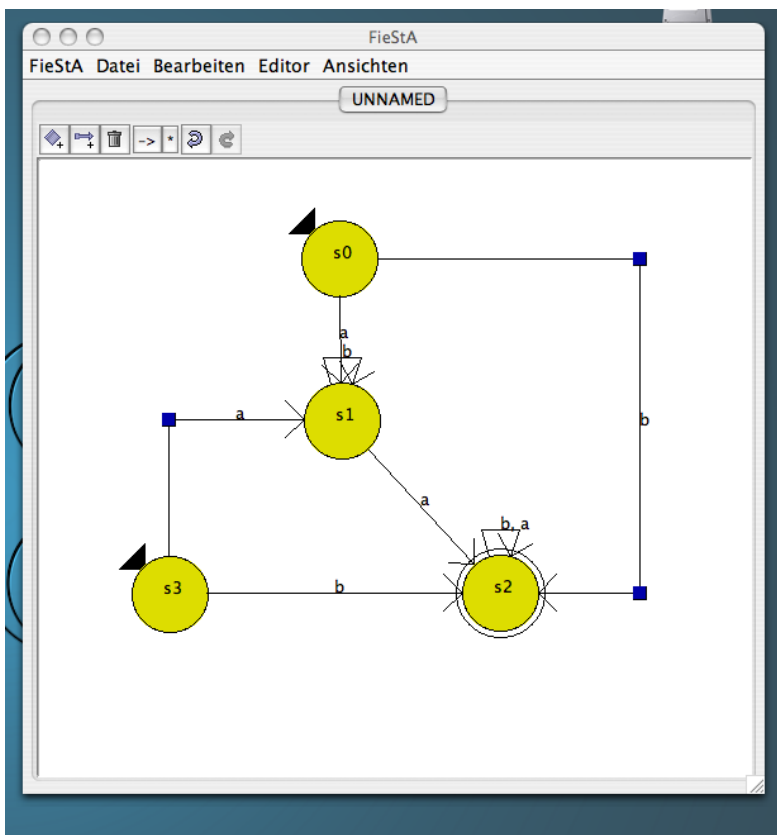 FieStA
FieStA Datei Bearbeiten Editor Ansichten
UNNAMED
-> *
s0
a
b
a
s1
b
a
b, a
s3
b
s2